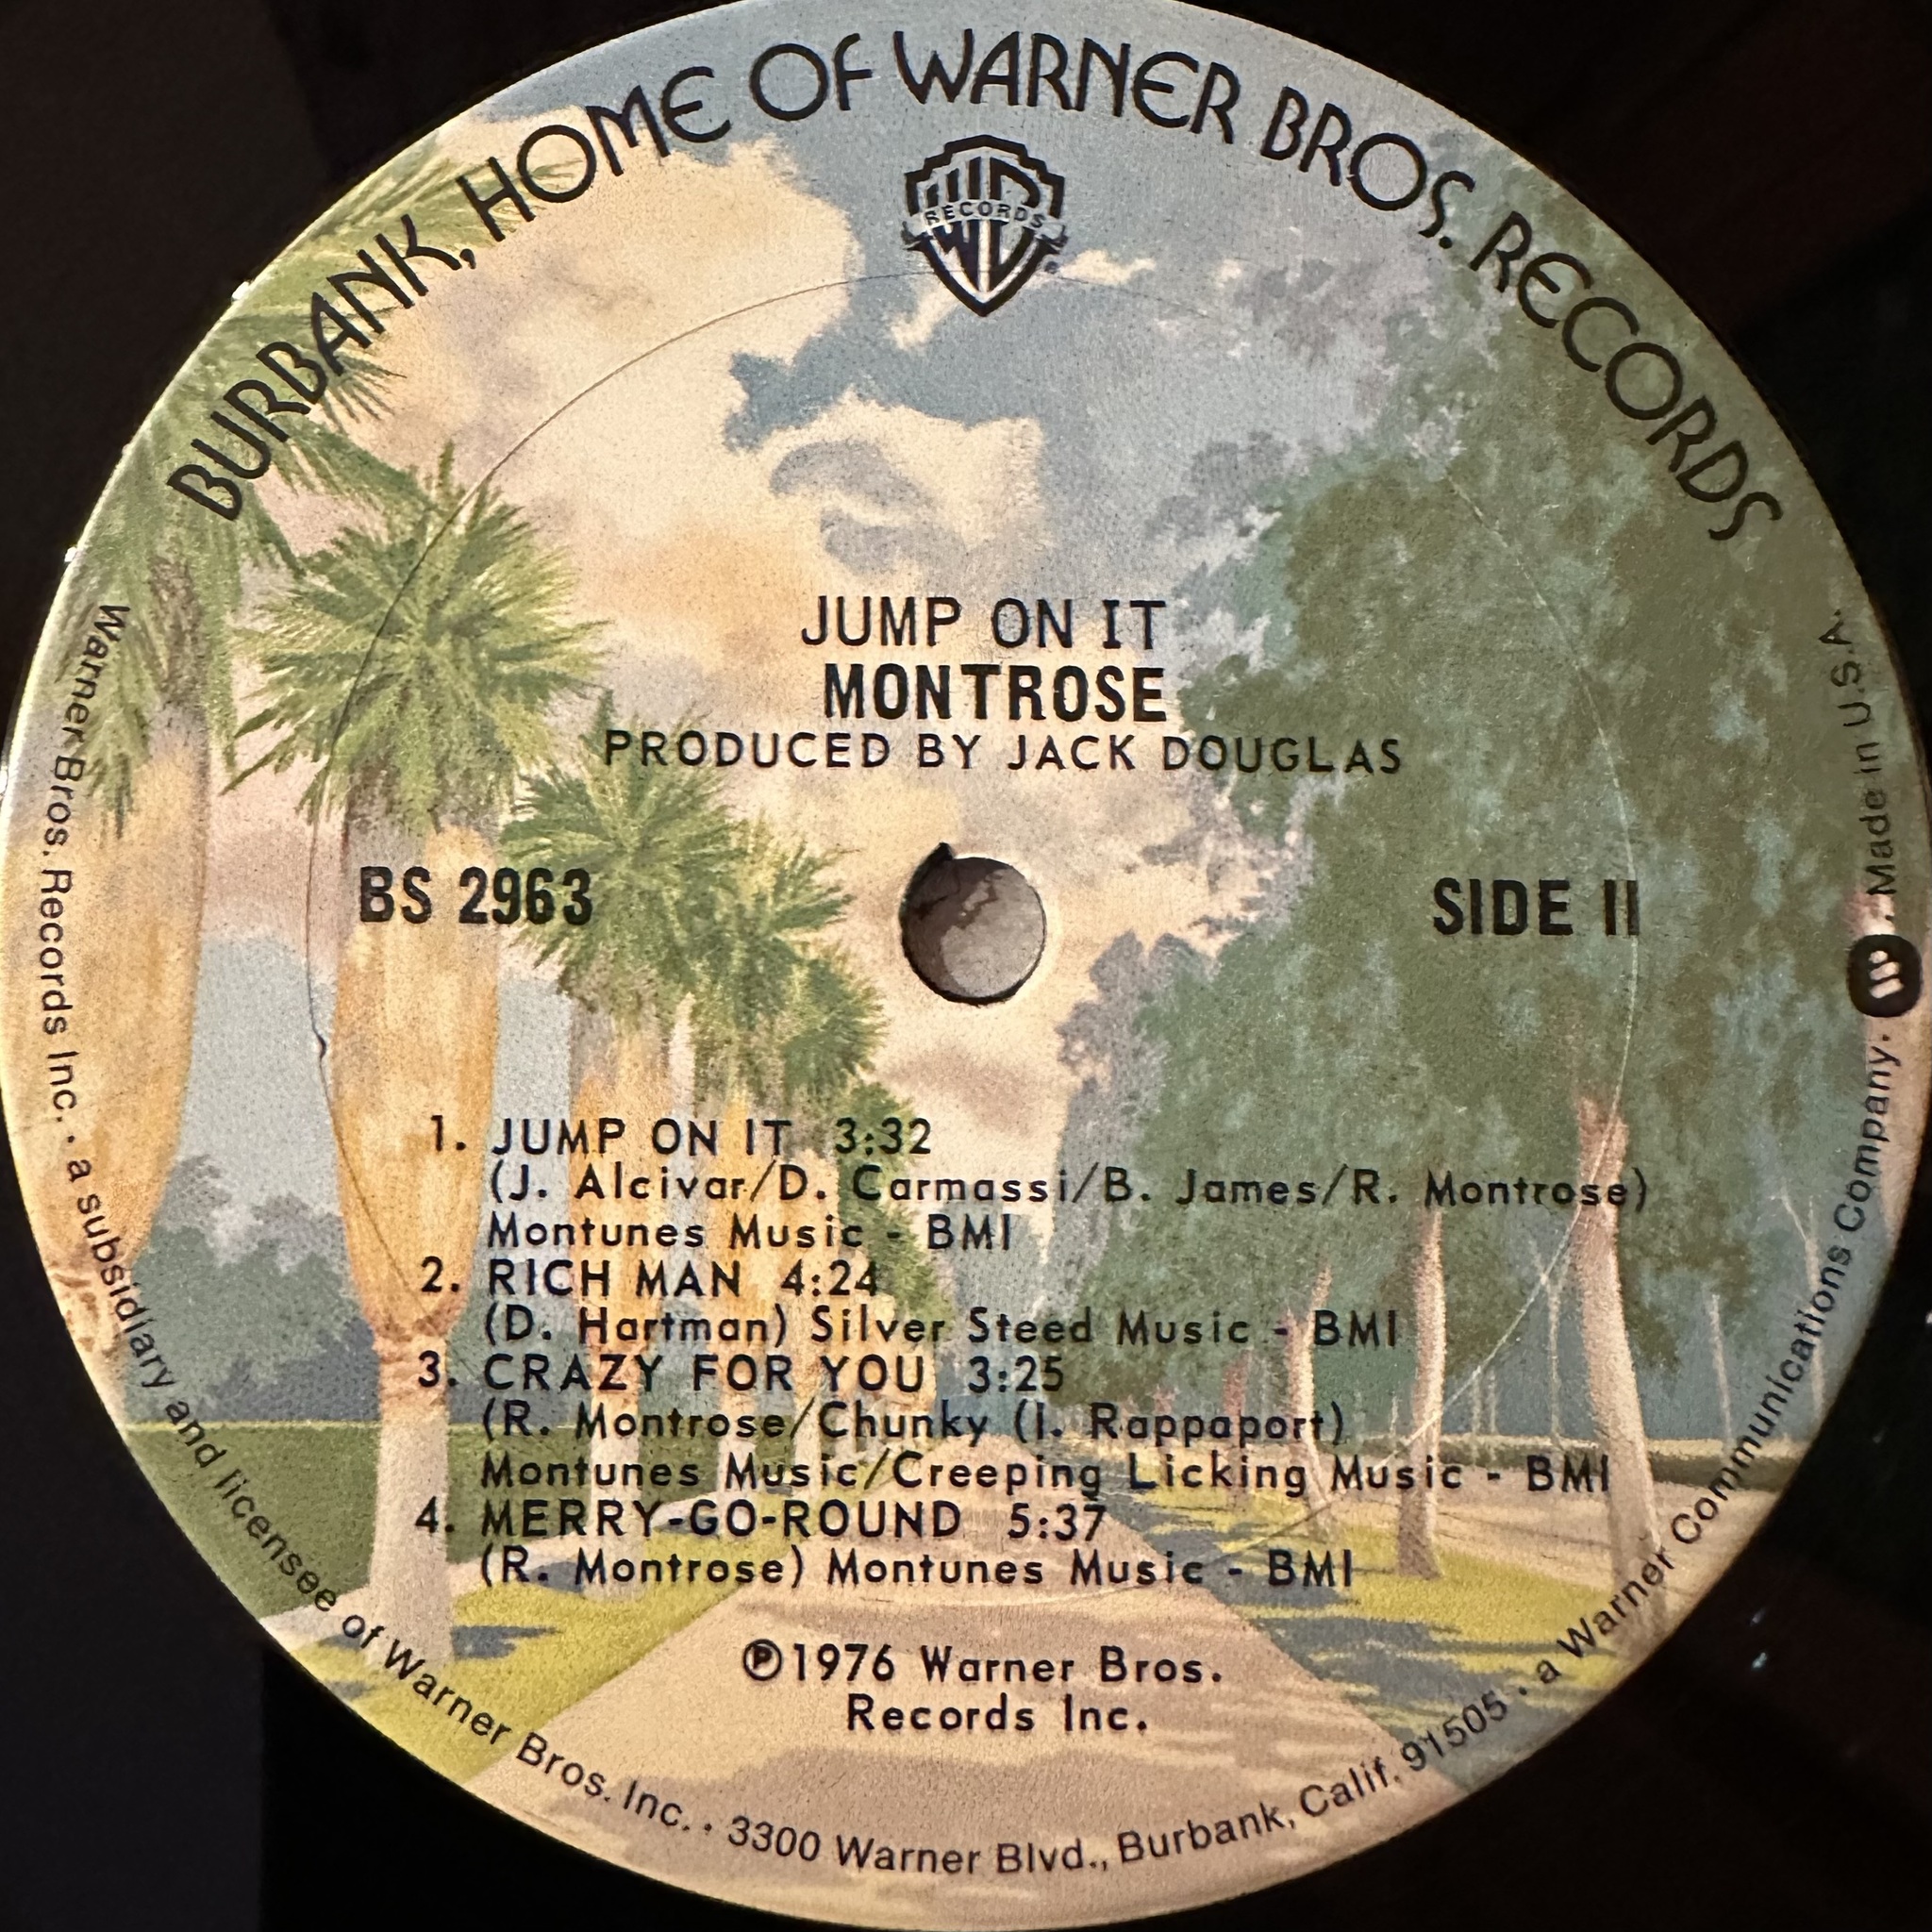 BURBANK, HOME OF WARNER BROS. RECORDS
WB
RECORDS
JUMP ON IT
MONTROSE
PRODUCED BY JACK DOUGLAS
BS 2963
SIDE II
1. JUMP ON IT 3:32
(J. Alcivar/D. Carmassi/B. James/R. Montrose)
Montunes Music - BMI
2. RICH MAN 4:24
(D. Hartman) Silver Steed Music - BMI
3. CRAZY FOR YOU 3:25
(R. Montrose/Chunky (I. Rappaport)
Montunes Music/Creeping Licking Music - BMI
4. MERRY-GO-ROUND 5:37
(R. Montrose) Montunes Music - BMI
℗1976 Warner Bros.
Records Inc.
Warner Bros. Records Inc. · a subsidiary and licensee of Warner Bros. Inc. · 3300 Warner Blvd., Burbank, Calif. 91505 · a Warner Communications Company. · Made in U.S.A.